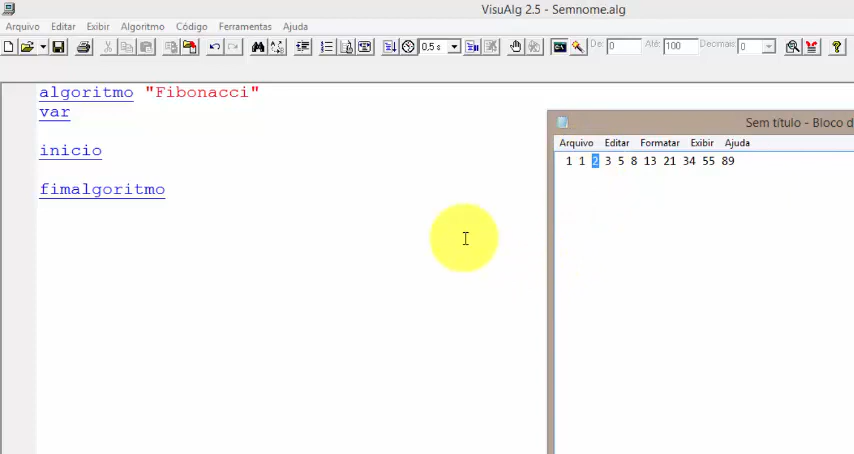 VisuAlg 2.5 - Semnome.alg
Arquivo Editar Exibir Algoritmo Código Ferramentas Ajuda
0,5 s De: 0 Até: 100 Decimais: 0
algoritmo "Fibonacci"
var
inicio
fimalgoritmo
Sem título - Bloco d
Arquivo Editar Formatar Exibir Ajuda
1 1 2 3 5 8 13 21 34 55 89